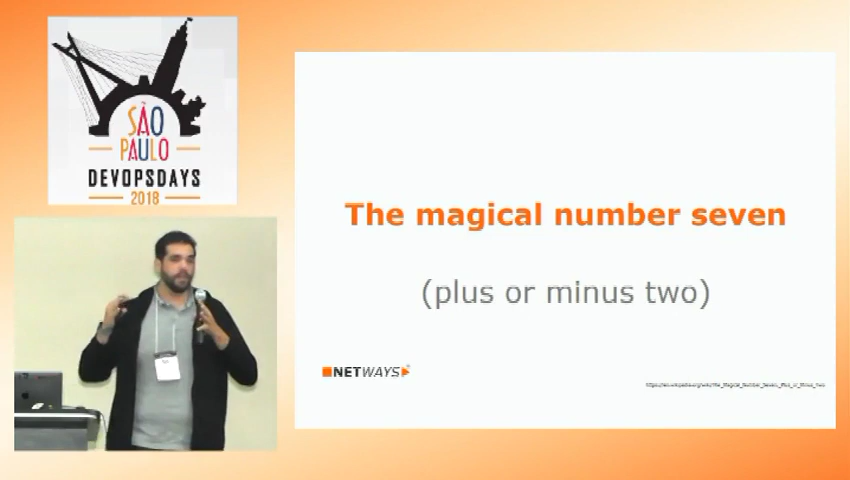 SÃO
PAULO
DEVOPSDAYS
2018
The magical number seven
(plus or minus two)
NETWAYS